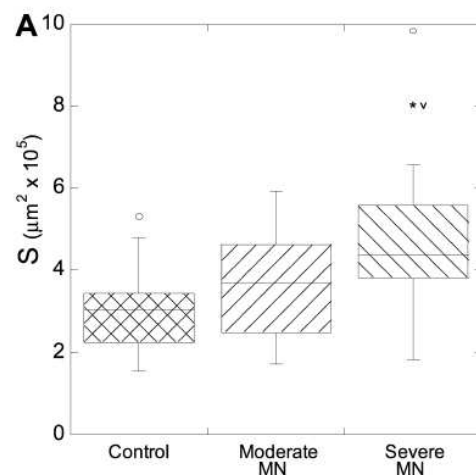 A
10
8
6
4
2
0
S (μm² x 10⁵)
* v
Control
Moderate MN
Severe MN